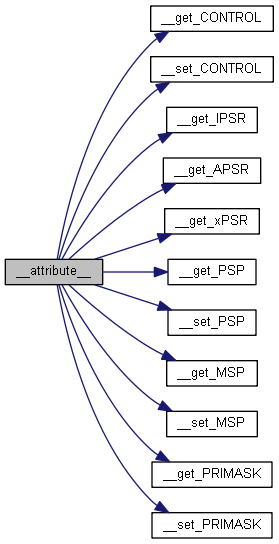 __get_CONTROL
__set_CONTROL
__get_IPSR
__get_APSR
__get_xPSR
__attribute__
__get_PSP
__set_PSP
__get_MSP
__set_MSP
__get_PRIMASK
__set_PRIMASK